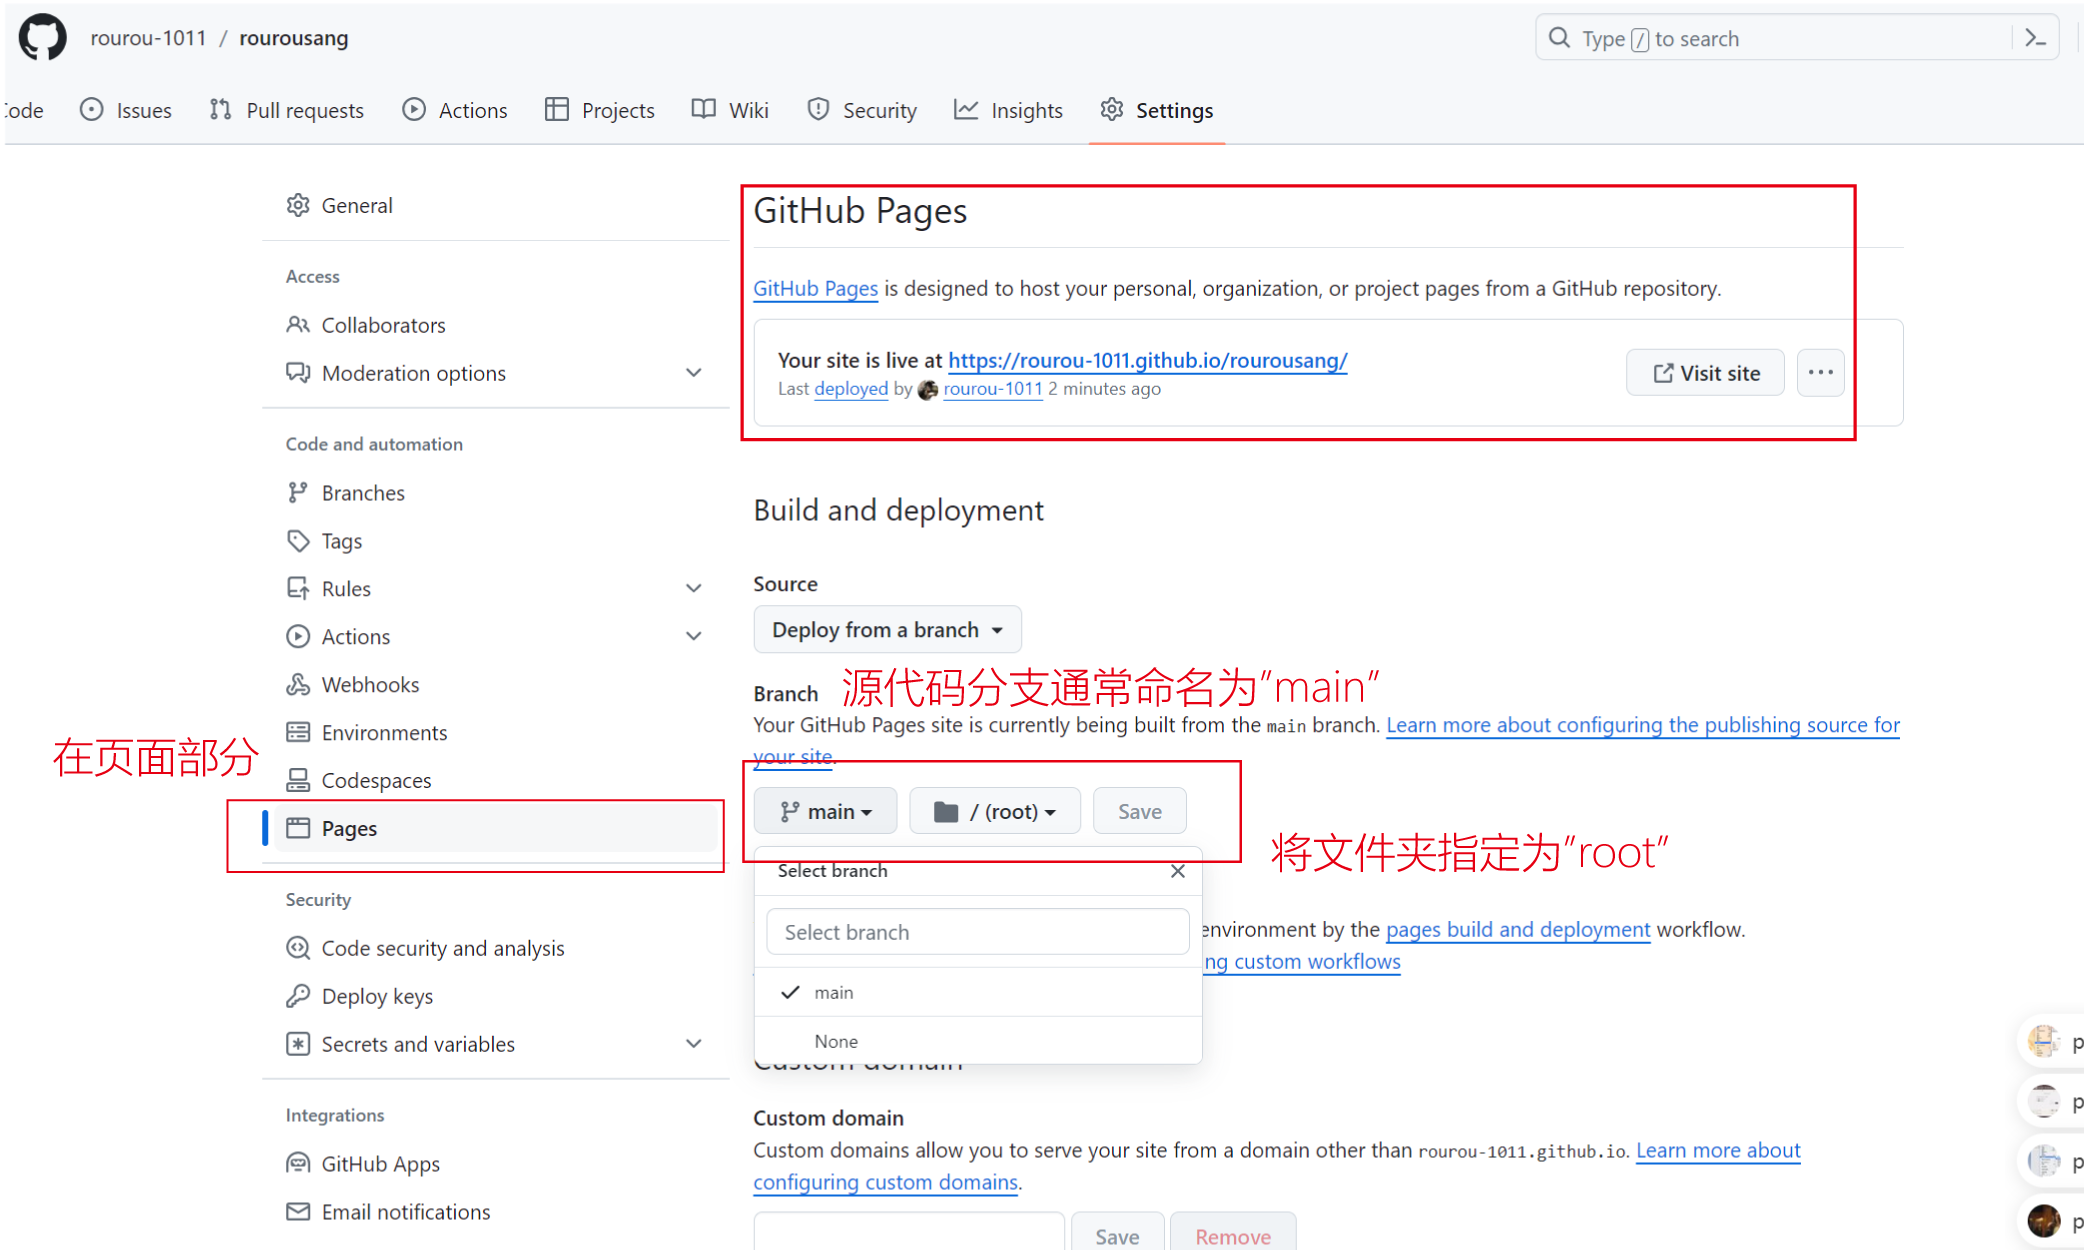 rourou-1011 / rourousang
Type / to search
Issues
Pull requests
Actions
Projects
Wiki
Security
Insights
Settings
General
Access
Collaborators
Moderation options
Code and automation
Branches
Tags
Rules
Actions
Webhooks
Environments
Codespaces
在页面部分
Pages
Security
Code security and analysis
Deploy keys
Secrets and variables
Integrations
GitHub Apps
Email notifications
GitHub Pages
GitHub Pages is designed to host your personal, organization, or project pages from a GitHub repository.
Your site is live at https://rourou-1011.github.io/rourousang/
Last deployed by rourou-1011 2 minutes ago
Visit site
Build and deployment
Source
Deploy from a branch
Branch
源代码分支通常命名为"main"
Your GitHub Pages site is currently being built from the main branch. Learn more about configuring the publishing source for
your site.
main
/ (root)
Save
将文件夹指定为"root"
Select branch
Select branch
environment by the pages build and deployment workflow.
ng custom workflows
main
None
Custom domain
Custom domain
Custom domains allow you to serve your site from a domain other than rourou-1011.github.io. Learn more about
configuring custom domains.
Save
Remove
p
p
p
p